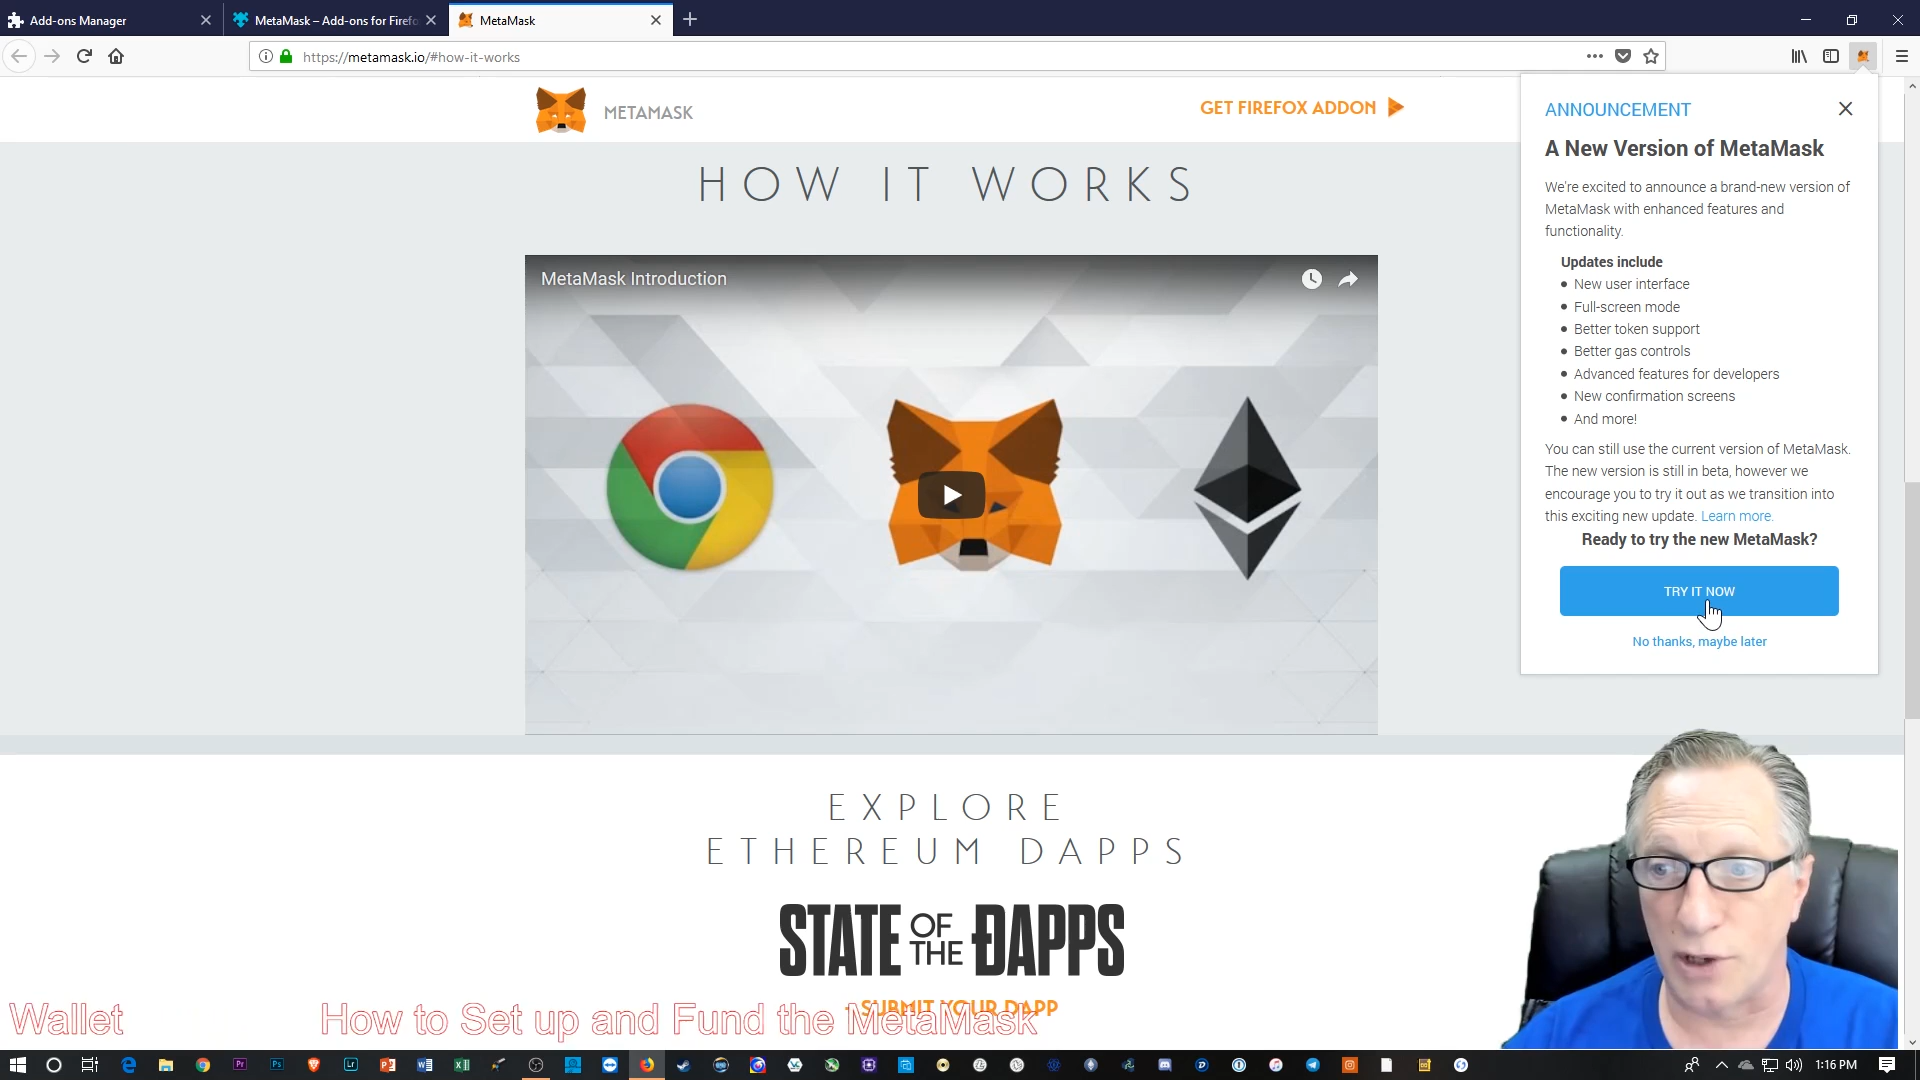 Add-ons Manager
MetaMask – Add-ons for Firefo
MetaMask
https://metamask.io/#how-it-works
METAMASK
GET FIREFOX ADDON
HOW IT WORKS
MetaMask Introduction
ANNOUNCEMENT
A New Version of MetaMask
We're excited to announce a brand-new version of
MetaMask with enhanced features and
functionality.
Updates include
• New user interface
• Full-screen mode
• Better token support
• Better gas controls
• Advanced features for developers
• New confirmation screens
• And more!
You can still use the current version of MetaMask.
The new version is still in beta, however we
encourage you to try it out as we transition into
this exciting new update. Learn more.
Ready to try the new MetaMask?
TRY IT NOW
No thanks, maybe later
EXPLORE
ETHEREUM DAPPS
STATE OF THE ÐAPPS
SUBMIT YOUR DAPP
Wallet How to Set up and Fund the MetaMask
1:16 PM